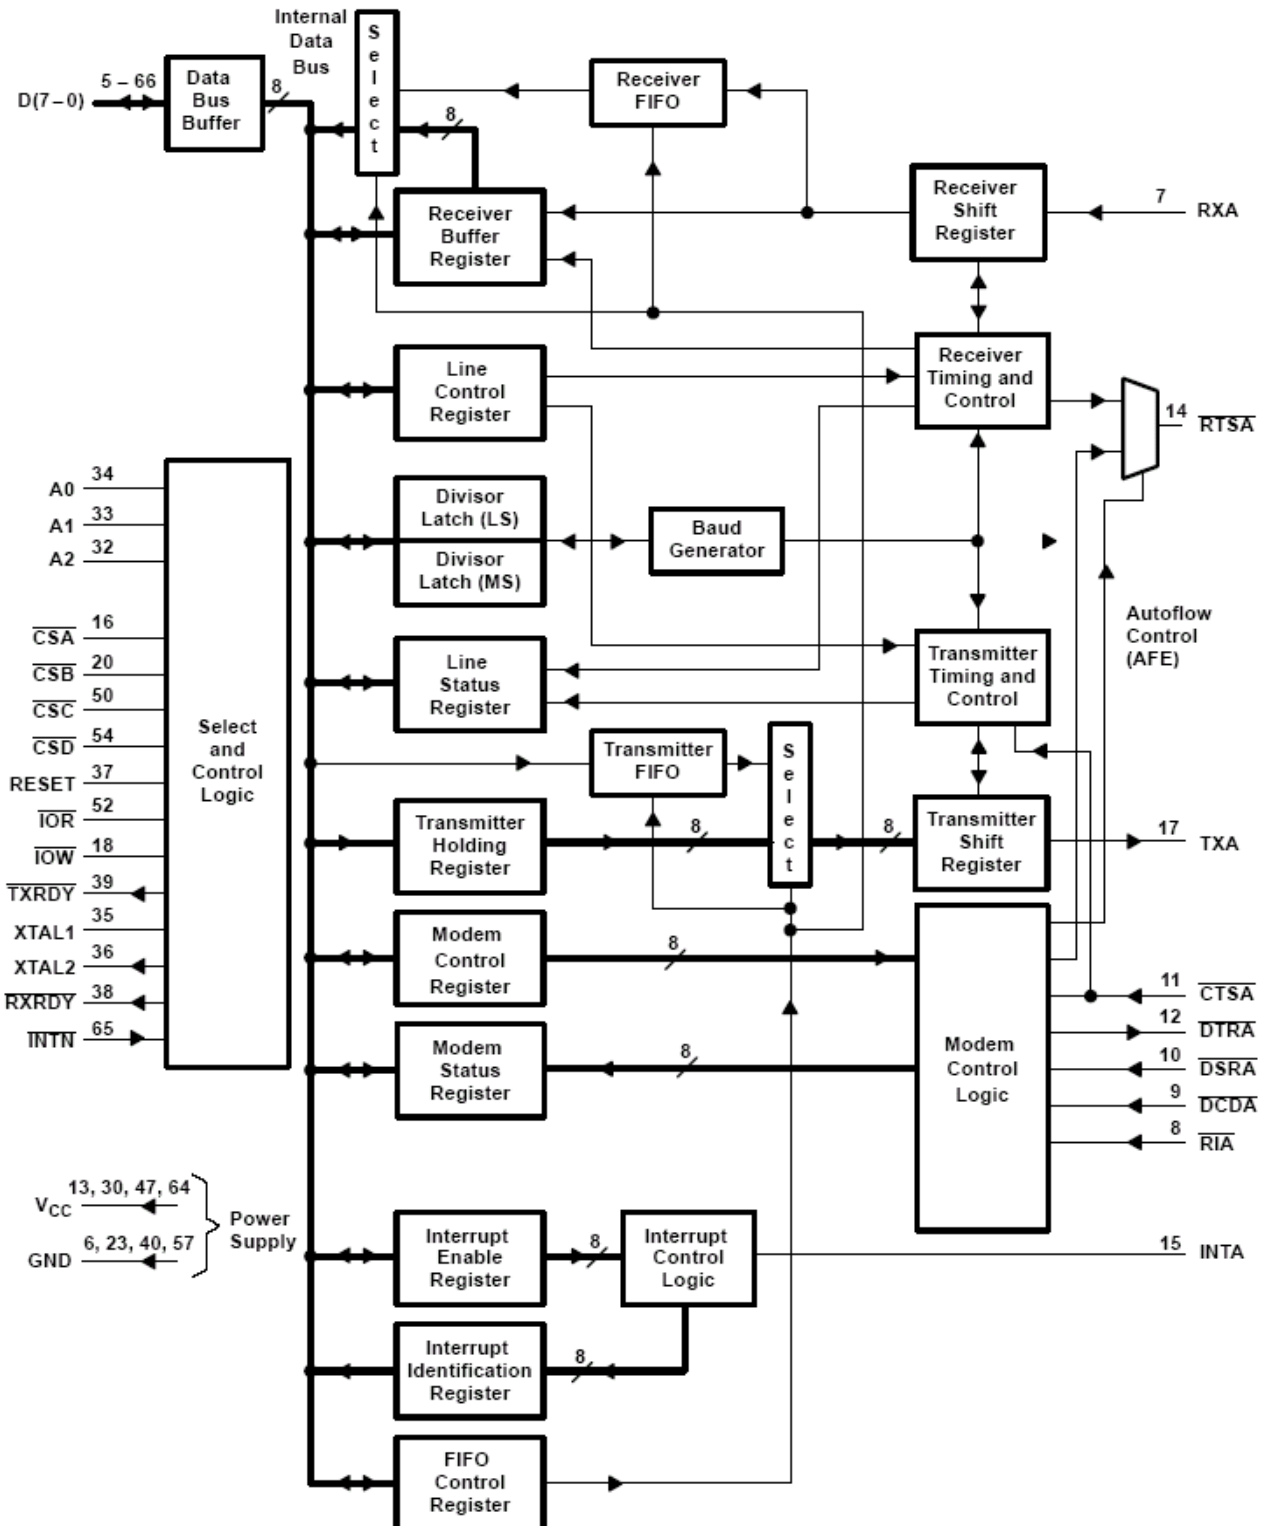 Internal
Data
Bus
Select
5 – 66
D(7 – 0)
Data
Bus
Buffer
8
8
Receiver
FIFO
Receiver
Buffer
Register
Receiver
Shift
Register
7
RXA
Line
Control
Register
Receiver
Timing and
Control
14
RTSA
A0
34
A1
33
A2
32
Divisor
Latch (LS)
Divisor
Latch (MS)
Baud
Generator
Autoflow
Control
(AFE)
CSA
16
CSB
20
CSC
50
CSD
54
RESET
37
IOR
52
IOW
18
TXRDY
39
XTAL1
35
XTAL2
36
RXRDY
38
INTN
65
Select
and
Control
Logic
Line
Status
Register
Transmitter
Timing and
Control
Transmitter
FIFO
Select
Transmitter
Holding
Register
8
8
Transmitter
Shift
Register
17
TXA
Modem
Control
Register
8
Modem
Status
Register
8
Modem
Control
Logic
11
CTSA
12
DTRA
10
DSRA
9
DCDA
8
RIA
13, 30, 47, 64
VCC
6, 23, 40, 57
GND
Power
Supply
Interrupt
Enable
Register
8
Interrupt
Control
Logic
15
INTA
Interrupt
Identification
Register
8
FIFO
Control
Register